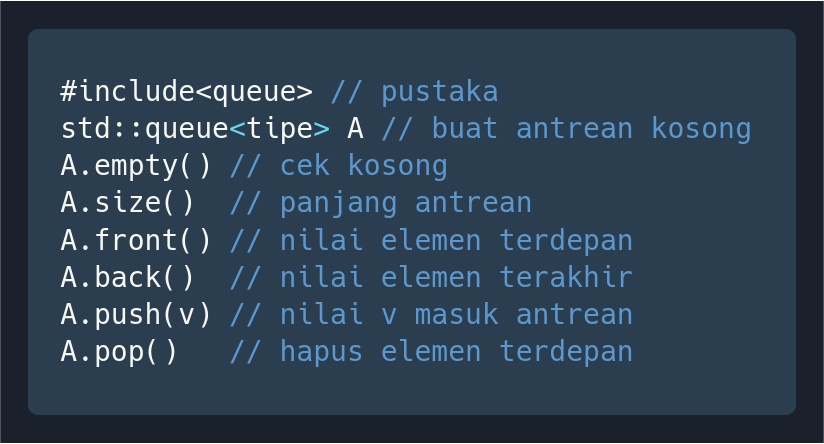 #include<queue> // pustaka
std::queue<tipe> A // buat antrean kosong
A.empty() // cek kosong
A.size()  // panjang antrean
A.front() // nilai elemen terdepan
A.back()  // nilai elemen terakhir
A.push(v) // nilai v masuk antrean
A.pop()   // hapus elemen terdepan